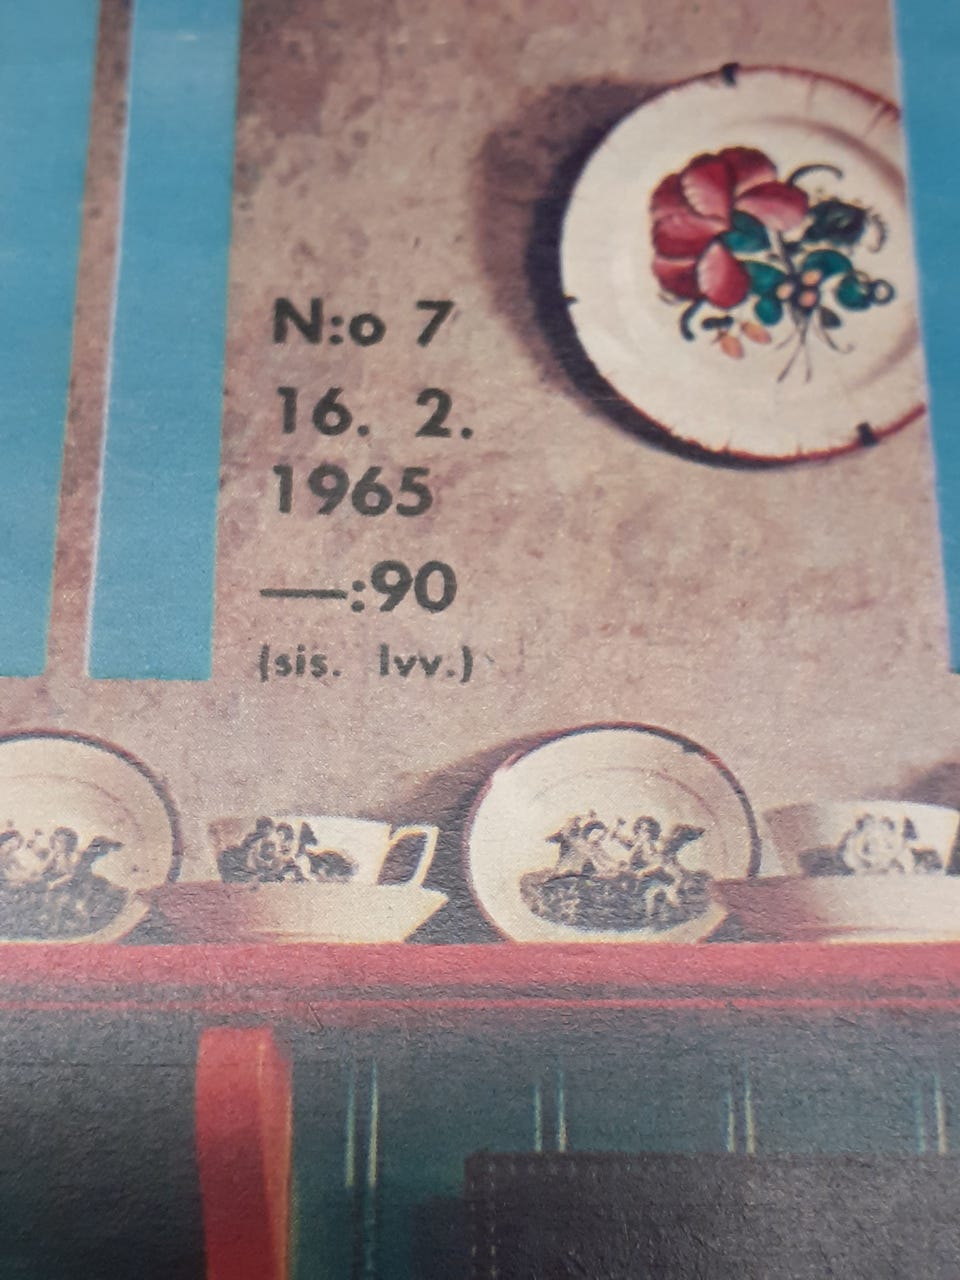 N:o 7
16. 2.
1965
—:90
(sis. lvv.)